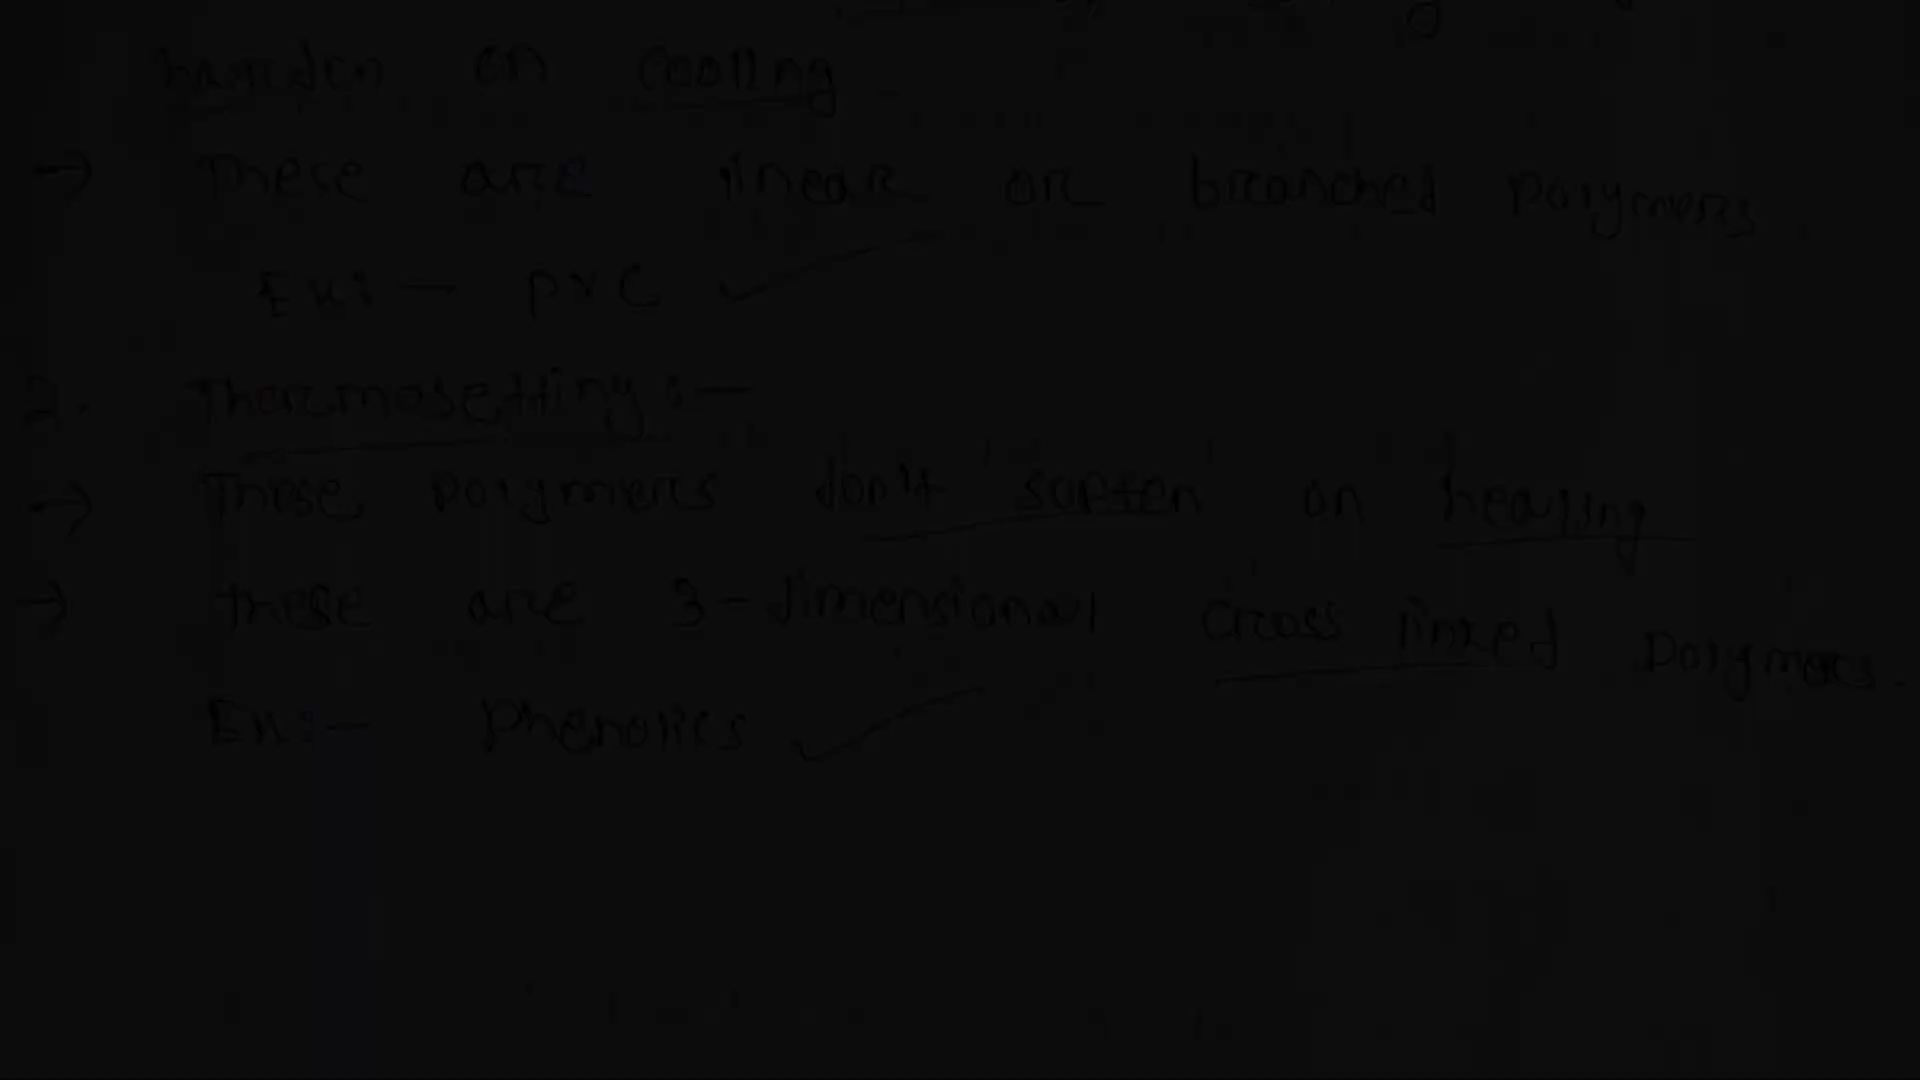 harden on cooling
→ These are linear or branched polymers
Ex:- PVC
2. Thermosetting:-
→ These polymers don't soften on heating
→ these are 3-dimensional cross linked polymers.
Ex:- Phenolics